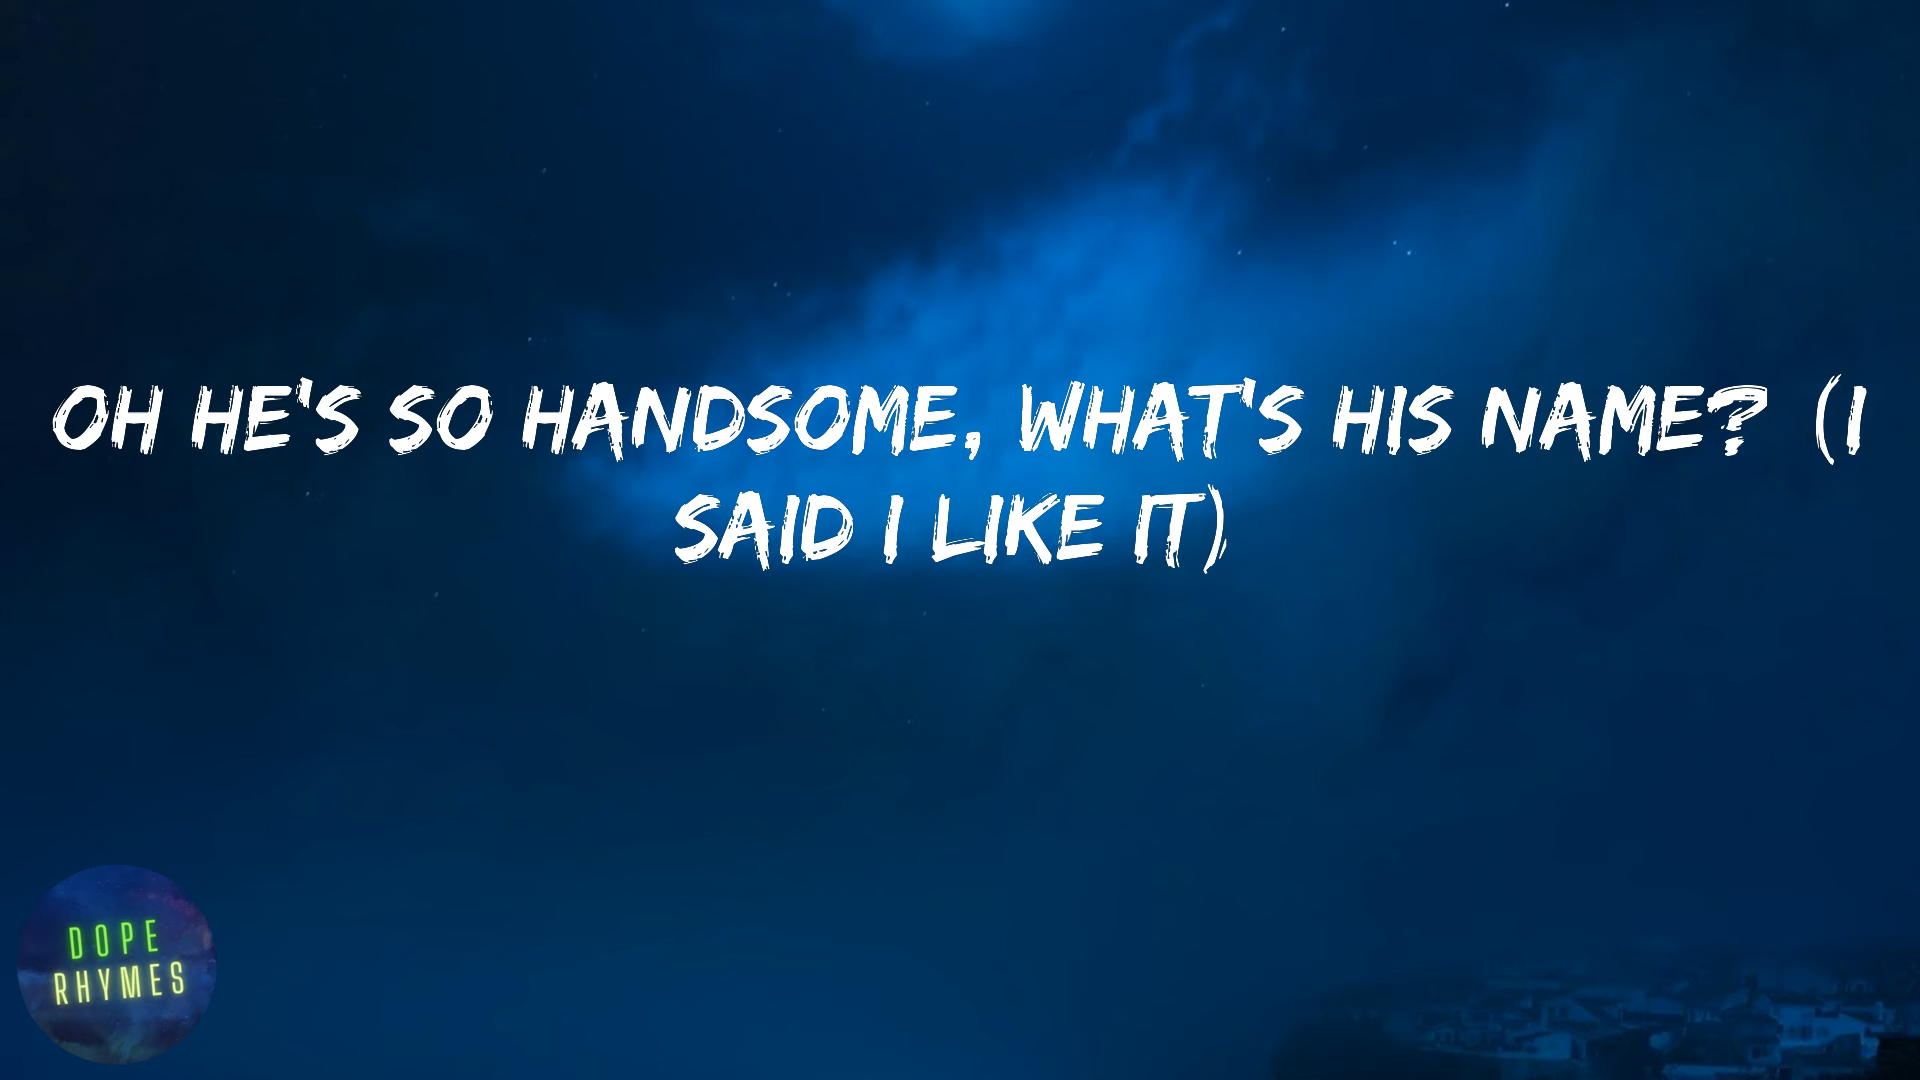 OH HE'S SO HANDSOME, WHAT'S HIS NAME? (I
SAID I LIKE IT)
DOPE
RHYMES